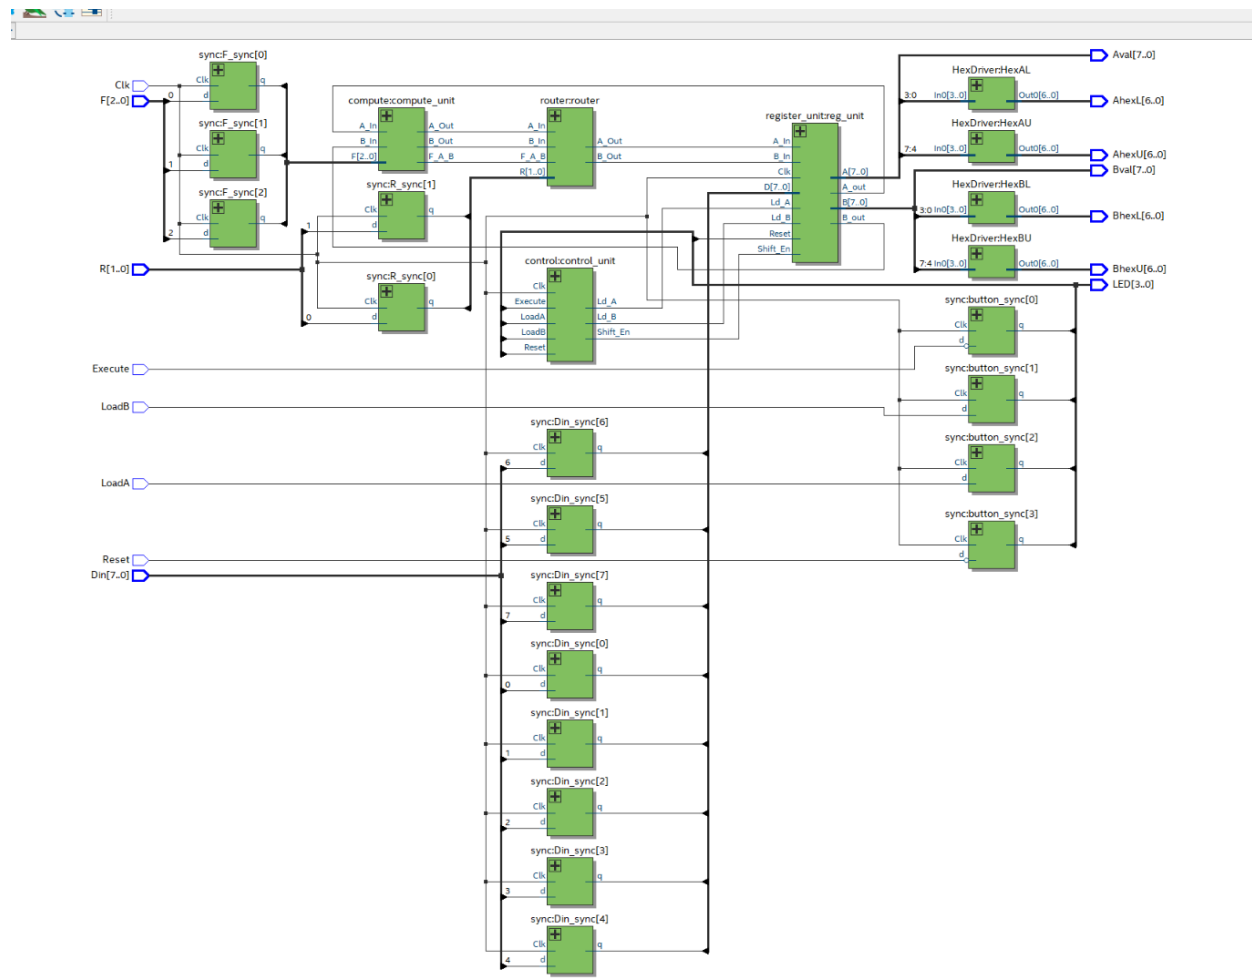 sync:F_sync[0]
Clk q
0 d
Clk
F[2..0]
sync:F_sync[1]
Clk q
1 d
sync:F_sync[2]
Clk q
2 d
compute:compute_unit
A_In A_Out
B_In B_Out
F[2..0] F_A_B
router:router
A_In A_Out
B_In B_Out
F_A_B
R[1..0]
sync:R_sync[1]
Clk q
1 d
sync:R_sync[0]
Clk q
0 d
R[1..0]
register_unit:reg_unit
A_In
B_In
Clk A[7..0]
D[7..0] A_out
Ld_A B[7..0]
Ld_B B_out
Reset
Shift_En
control:control_unit
Clk
Execute Ld_A
LoadA Ld_B
LoadB Shift_En
Reset
Aval[7..0]
HexDriver:HexAL
3:0 In0[3..0] Out0[6..0]
AhexL[6..0]
HexDriver:HexAU
7:4 In0[3..0] Out0[6..0]
AhexU[6..0]
Bval[7..0]
HexDriver:HexBL
3:0 In0[3..0] Out0[6..0]
BhexL[6..0]
HexDriver:HexBU
7:4 In0[3..0] Out0[6..0]
BhexU[6..0]
LED[3..0]
sync:button_sync[0]
Clk q
d
Execute
sync:button_sync[1]
Clk q
d
LoadB
sync:button_sync[2]
Clk q
d
LoadA
sync:button_sync[3]
Clk q
d
Reset
Din[7..0]
sync:Din_sync[6]
Clk q
6 d
sync:Din_sync[5]
Clk q
5 d
sync:Din_sync[7]
Clk q
7 d
sync:Din_sync[0]
Clk q
0 d
sync:Din_sync[1]
Clk q
1 d
sync:Din_sync[2]
Clk q
2 d
sync:Din_sync[3]
Clk q
3 d
sync:Din_sync[4]
Clk q
4 d